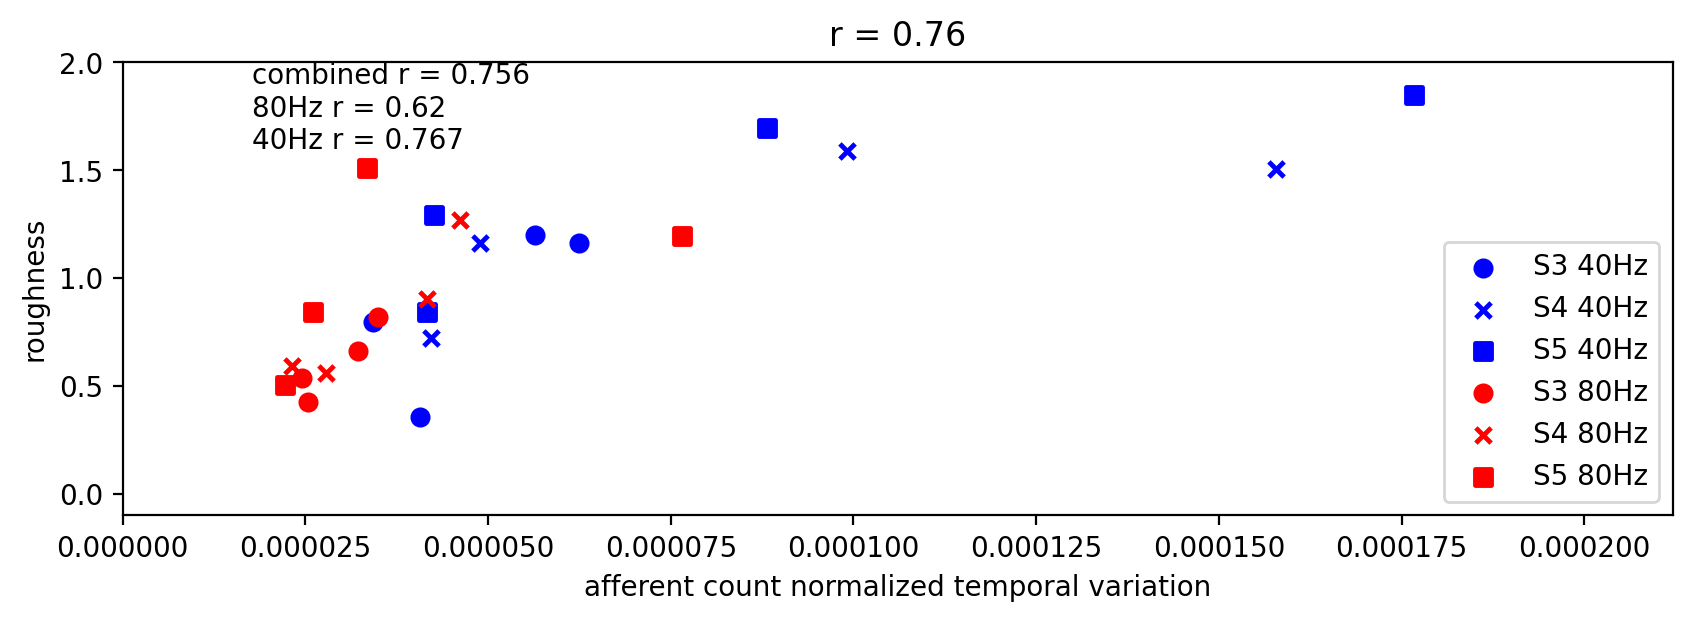 r = 0.76
combined r = 0.756
80Hz r = 0.62
40Hz r = 0.767
2.0
1.5
1.0
0.5
0.0
roughness
S3 40Hz
S4 40Hz
S5 40Hz
S3 80Hz
S4 80Hz
S5 80Hz
0.000000 0.000025 0.000050 0.000075 0.000100 0.000125 0.000150 0.000175 0.000200
afferent count normalized temporal variation